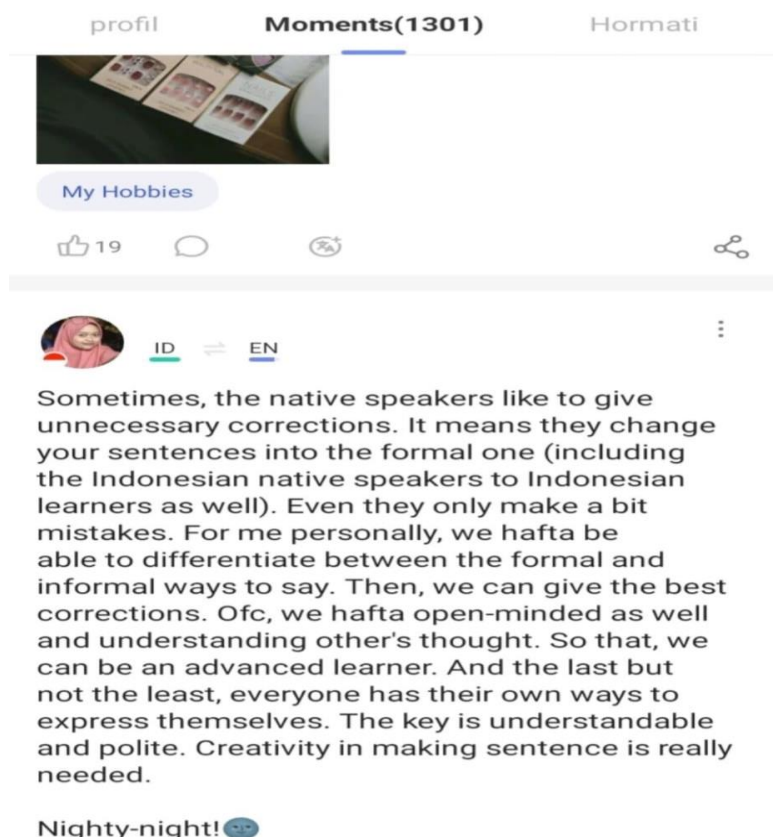 profil Moments(1301) Hormati
NAILS
My Hobbies
19
ID EN
Sometimes, the native speakers like to give
unnecessary corrections. It means they change
your sentences into the formal one (including
the Indonesian native speakers to Indonesian
learners as well). Even they only make a bit
mistakes. For me personally, we hafta be
able to differentiate between the formal and
informal ways to say. Then, we can give the best
corrections. Ofc, we hafta open-minded as well
and understanding other's thought. So that, we
can be an advanced learner. And the last but
not the least, everyone has their own ways to
express themselves. The key is understandable
and polite. Creativity in making sentence is really
needed.
Nighty-night!🌚